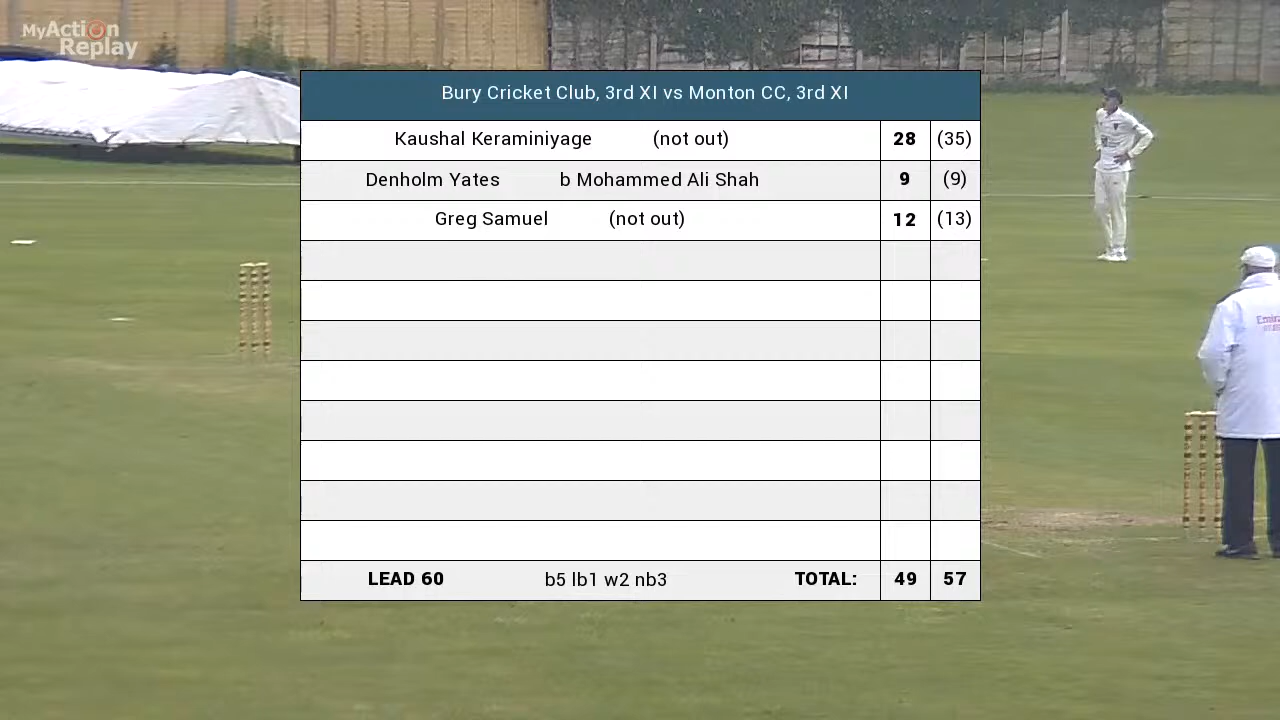 MyAction
Replay
Bury Cricket Club, 3rd XI vs Monton CC, 3rd XI
Kaushal Keraminiyage (not out) 28 (35)
Denholm Yates b Mohammed Ali Shah 9 (9)
Greg Samuel (not out) 12 (13)
LEAD 60 b5 lb1 w2 nb3 TOTAL: 49 57